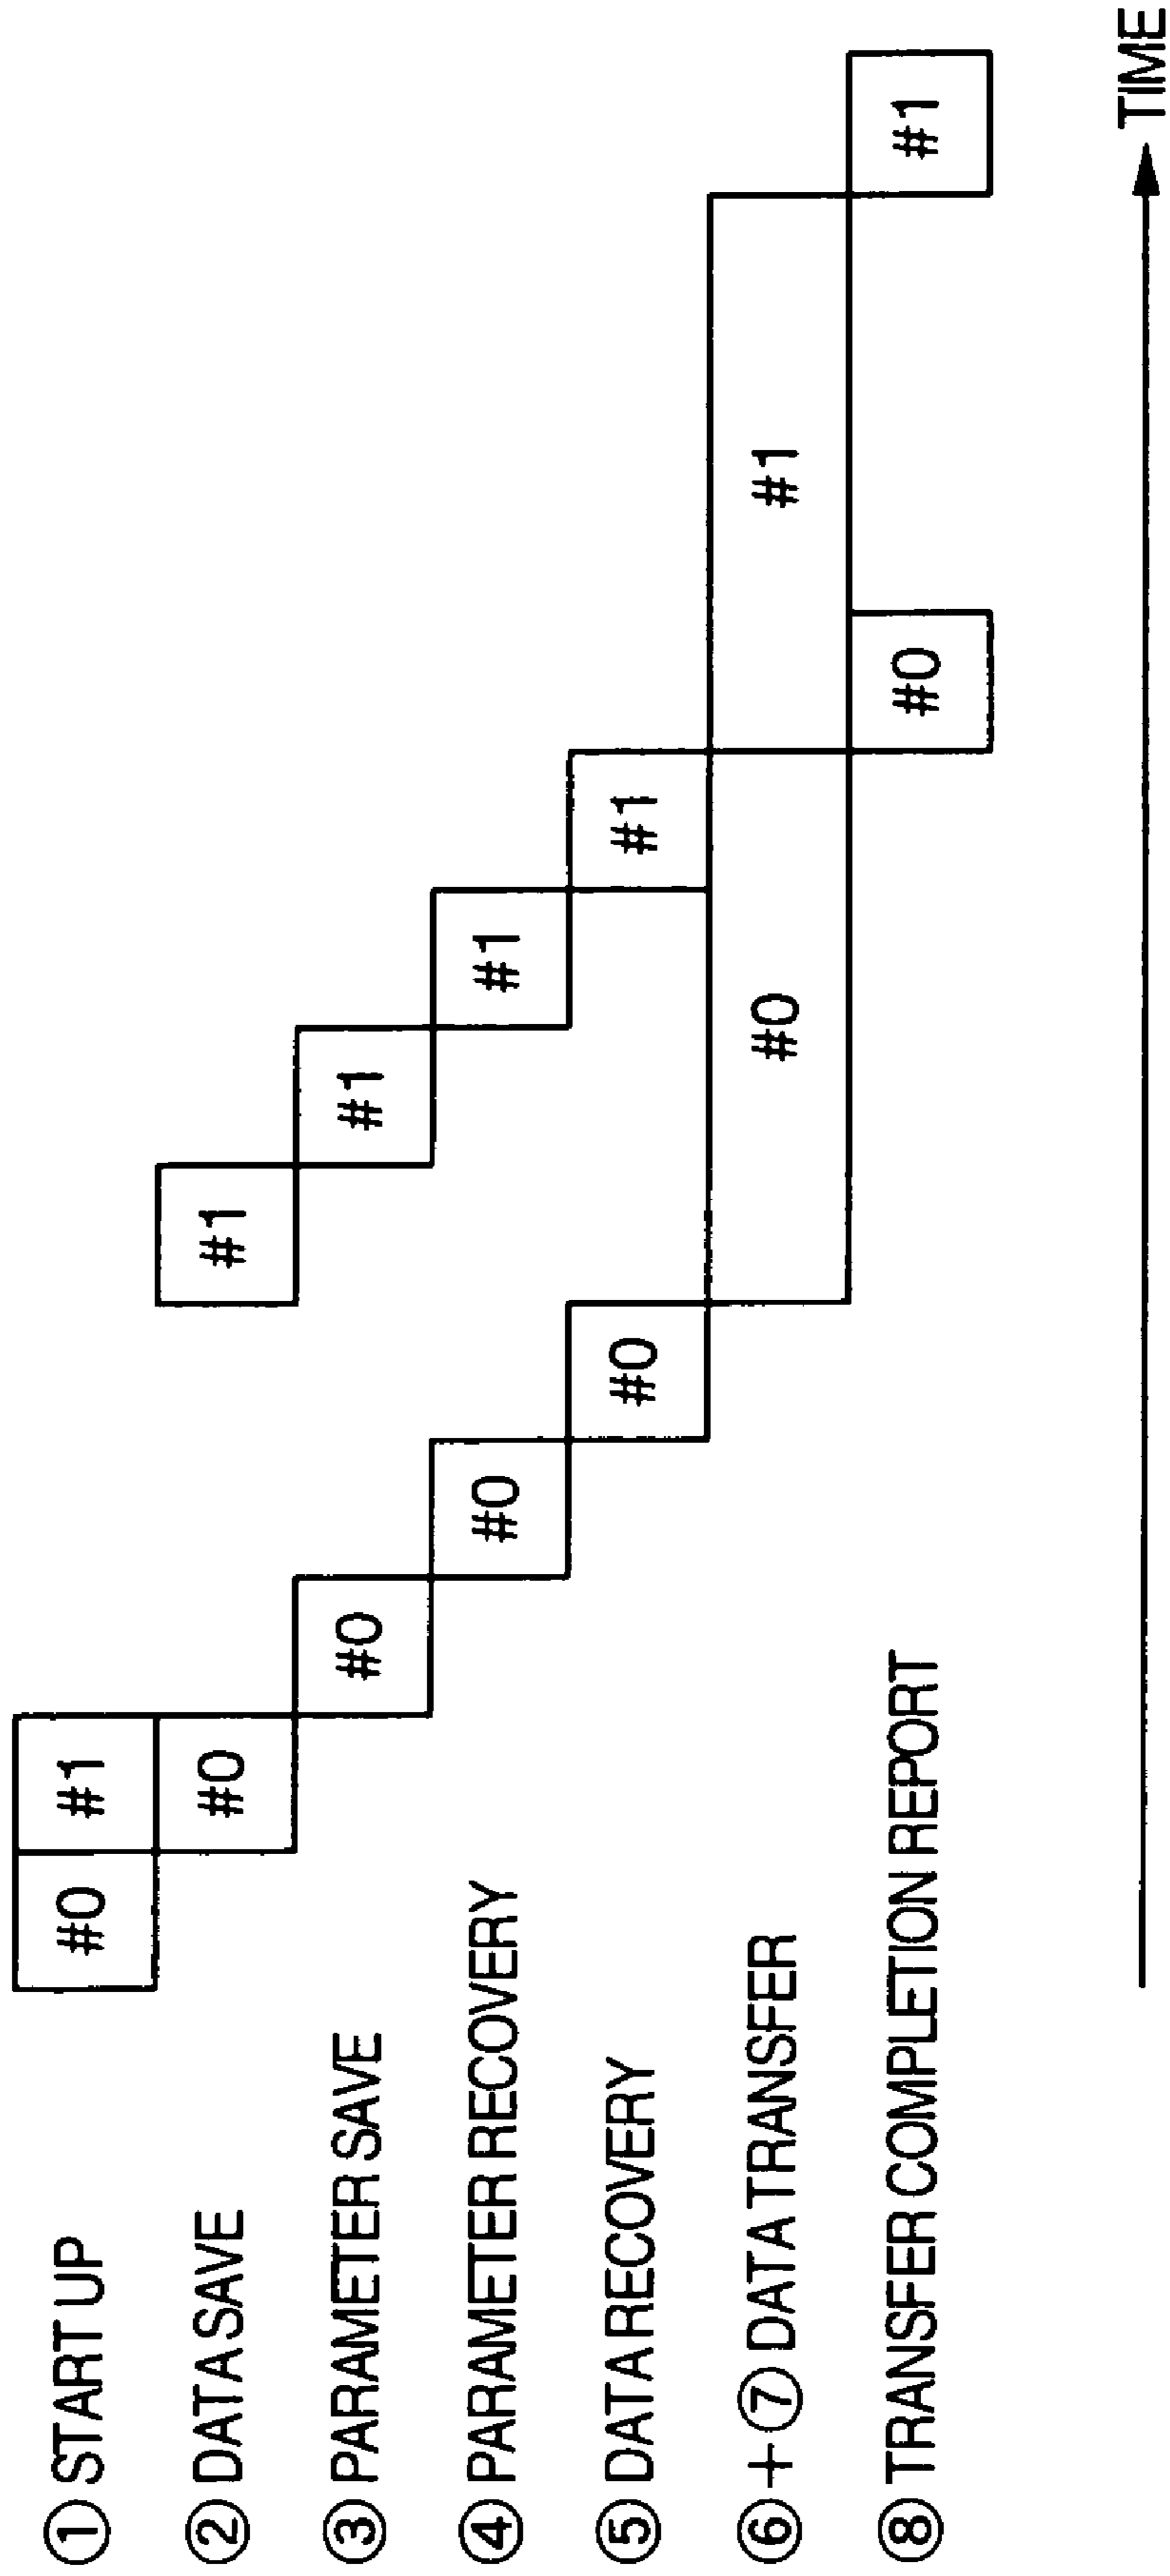 ① START UP #0 #1
② DATA SAVE #0 #1
③ PARAMETER SAVE #0 #1
④ PARAMETER RECOVERY #0 #1
⑤ DATA RECOVERY #0 #1
⑥+⑦ DATA TRANSFER #0 #1
⑧ TRANSFER COMPLETION REPORT #0 #1
TIME